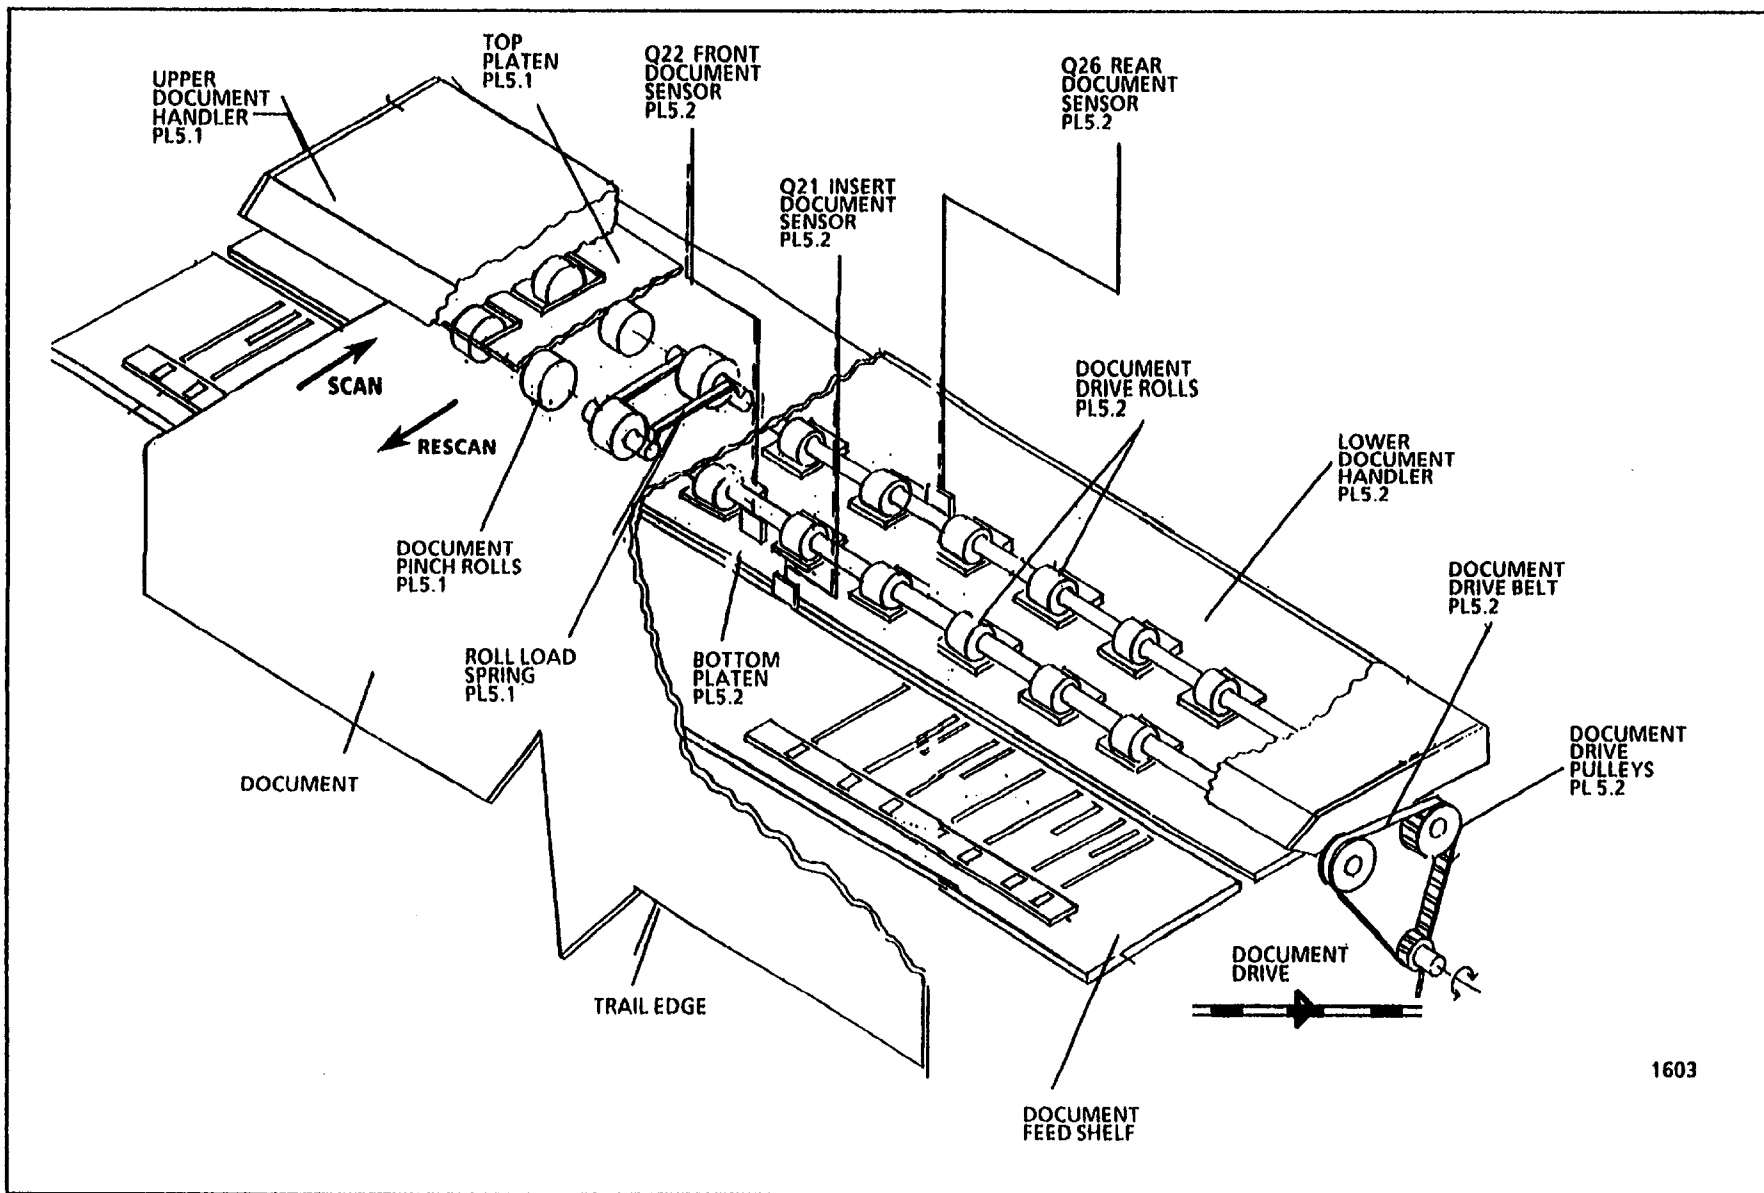 TOP
PLATEN
PL5.1
Q22 FRONT
DOCUMENT
SENSOR
PL5.2
Q26 REAR
DOCUMENT
SENSOR
PL5.2
UPPER
DOCUMENT
HANDLER
PL5.1
Q21 INSERT
DOCUMENT
SENSOR
PL5.2
SCAN
RESCAN
DOCUMENT
DRIVE ROLLS
PL5.2
LOWER
DOCUMENT
HANDLER
PL5.2
DOCUMENT
PINCH ROLLS
PL5.1
DOCUMENT
DRIVE BELT
PL5.2
ROLL LOAD
SPRING
PL5.1
BOTTOM
PLATEN
PL5.2
DOCUMENT
DRIVE
PULLEYS
PL 5.2
DOCUMENT
TRAIL EDGE
DOCUMENT
DRIVE
1603
DOCUMENT
FEED SHELF